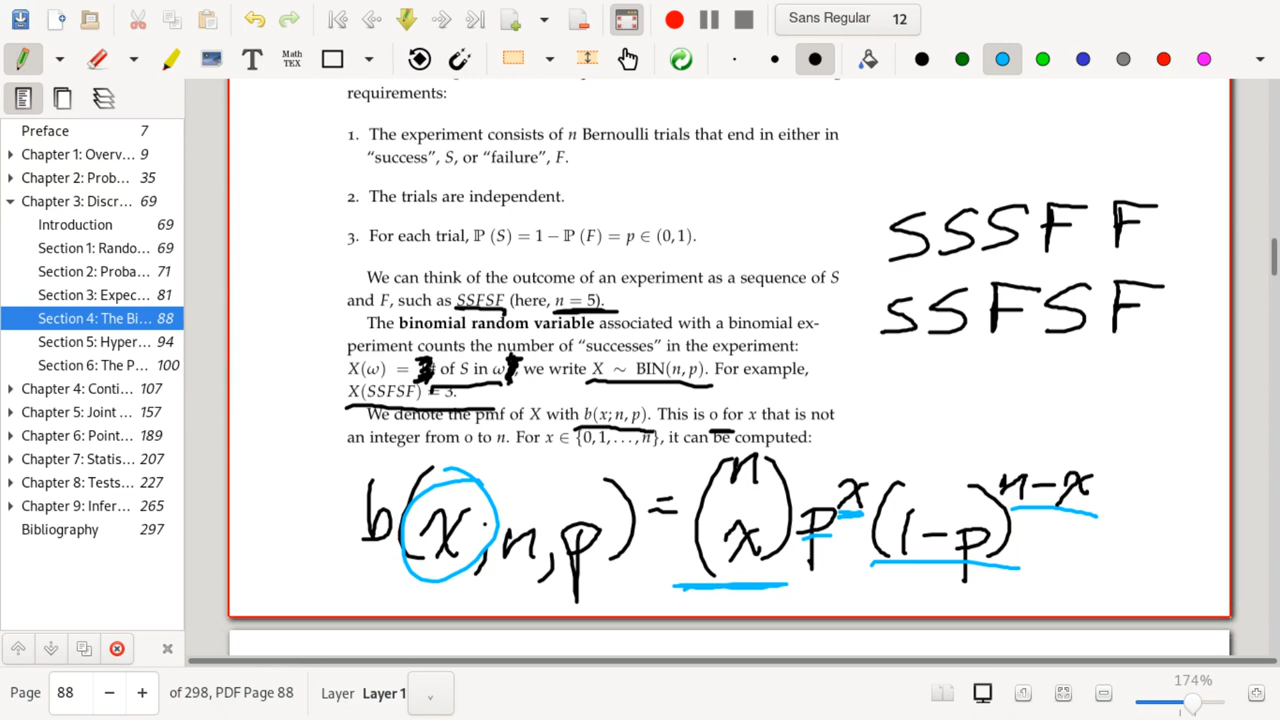 Sans Regular 12
T Math TEX
Preface 7
Chapter 1: Overv... 9
Chapter 2: Prob... 35
Chapter 3: Discr... 69
Introduction 69
Section 1: Rando... 69
Section 2: Proba... 71
Section 3: Expec... 81
Section 4: The Bi... 88
Section 5: Hyper... 94
Section 6: The P... 100
Chapter 4: Conti... 107
Chapter 5: Joint ... 157
Chapter 6: Point... 189
Chapter 7: Statis... 207
Chapter 8: Tests... 227
Chapter 9: Infer... 265
Bibliography 297
requirements:
1. The experiment consists of n Bernoulli trials that end in either in
“success”, S, or “failure”, F.
2. The trials are independent.
3. For each trial, ℙ (S) = 1 − ℙ (F) = p ∈ (0, 1).
We can think of the outcome of an experiment as a sequence of S
and F, such as SSFSF (here, n = 5).
The binomial random variable associated with a binomial ex-
periment counts the number of “successes” in the experiment:
X(ω) = of S in ω, we write X ∼ BIN(n, p). For example,
X(SSFSF) = 3.
We denote the pmf of X with b(x; n, p). This is 0 for x that is not
an integer from 0 to n. For x ∈ {0, 1, . . . , n}, it can be computed:
b(x; n, p) = (n x) p^x (1-p)^{n-x}
SSSFF
SSFSF
Page 88 of 298, PDF Page 88
Layer Layer 1
174%